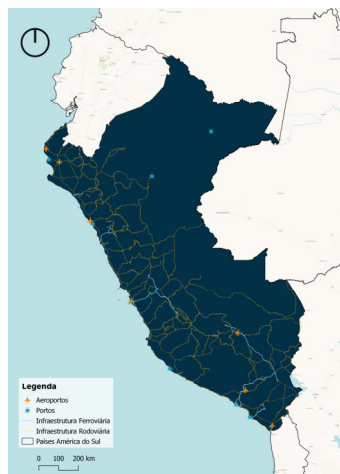 Legenda
Aeroportos
Portos
Infraestrutura Ferroviária
Infraestrutura Rodoviária
Países América do Sul
0 100 200 km